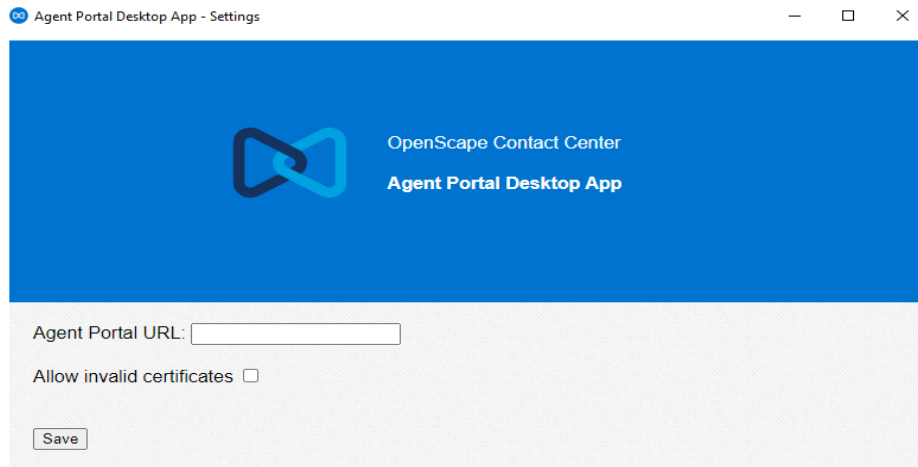 Agent Portal Desktop App - Settings
OpenScape Contact Center
Agent Portal Desktop App
Agent Portal URL:
Allow invalid certificates
Save